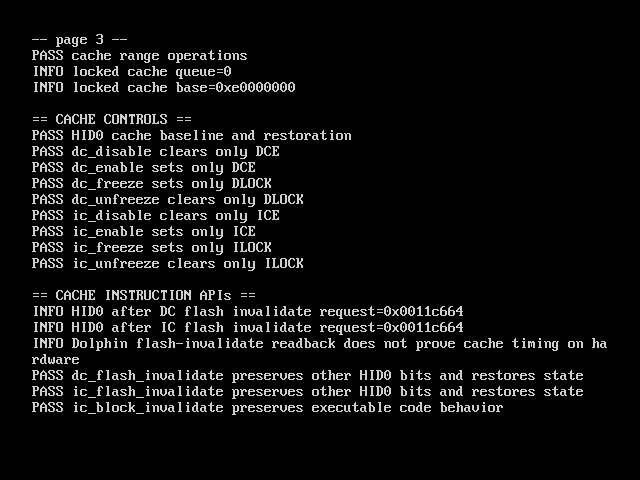 -- page 3 --
PASS cache range operations
INFO locked cache queue=0
INFO locked cache base=0xe0000000
== CACHE CONTROLS ==
PASS HID0 cache baseline and restoration
PASS dc_disable clears only DCE
PASS dc_enable sets only DCE
PASS dc_freeze sets only DLOCK
PASS dc_unfreeze clears only DLOCK
PASS ic_disable clears only ICE
PASS ic_enable sets only ICE
PASS ic_freeze sets only ILOCK
PASS ic_unfreeze clears only ILOCK
== CACHE INSTRUCTION APIs ==
INFO HID0 after DC flash invalidate request=0x0011c664
INFO HID0 after IC flash invalidate request=0x0011c664
INFO Dolphin flash-invalidate readback does not prove cache timing on ha
rdware
PASS dc_flash_invalidate preserves other HID0 bits and restores state
PASS ic_flash_invalidate preserves other HID0 bits and restores state
PASS ic_block_invalidate preserves executable code behavior